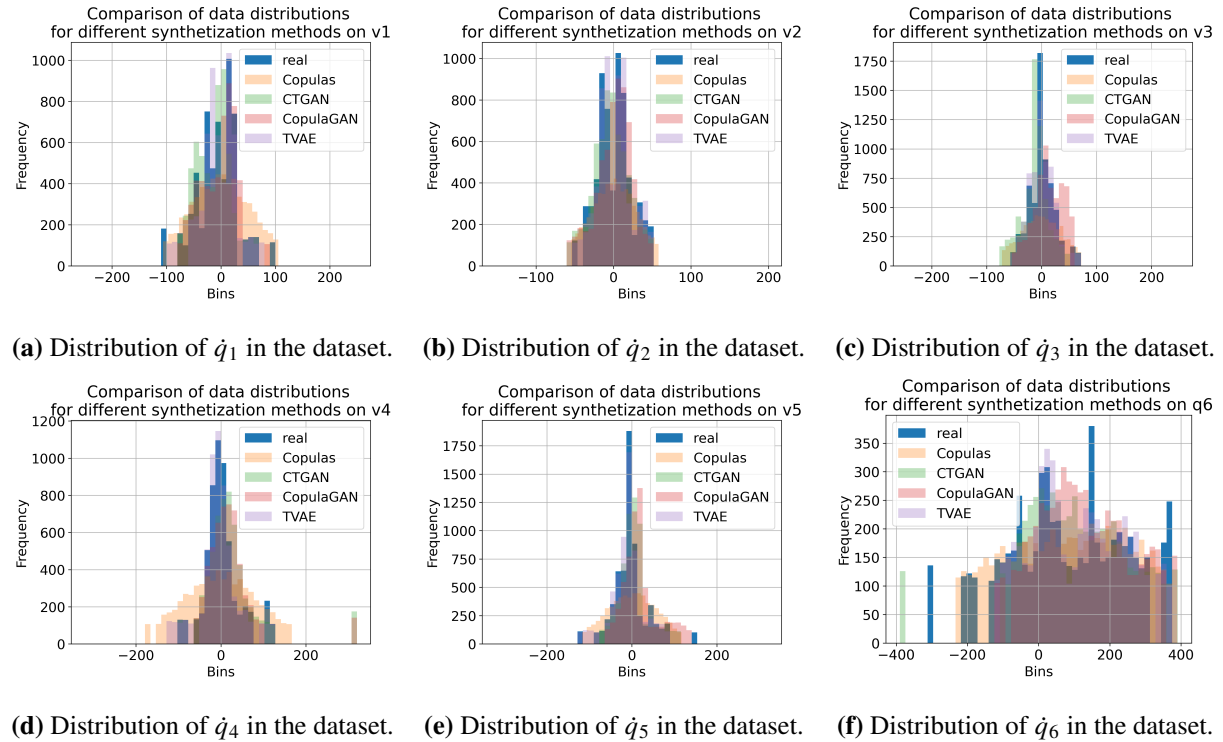 Comparison of data distributions
for different synthetization methods on v1
1000
800
600
400
200
0
Frequency
real
Copulas
CTGAN
CopulaGAN
TVAE
−200 −100 0 100 200
Bins
(a) Distribution of q̇₁ in the dataset.
Comparison of data distributions
for different synthetization methods on v2
1000
800
600
400
200
0
Frequency
real
Copulas
CTGAN
CopulaGAN
TVAE
−100 0 100 200
Bins
(b) Distribution of q̇₂ in the dataset.
Comparison of data distributions
for different synthetization methods on v3
1750
1500
1250
1000
750
500
250
0
Frequency
real
Copulas
CTGAN
CopulaGAN
TVAE
−200 −100 0 100 200
Bins
(c) Distribution of q̇₃ in the dataset.
Comparison of data distributions
for different synthetization methods on v4
1200
1000
800
600
400
200
0
Frequency
real
Copulas
CTGAN
CopulaGAN
TVAE
−200 0 200
Bins
(d) Distribution of q̇₄ in the dataset.
Comparison of data distributions
for different synthetization methods on v5
1750
1500
1250
1000
750
500
250
0
Frequency
real
Copulas
CTGAN
CopulaGAN
TVAE
−200 0 200
Bins
(e) Distribution of q̇₅ in the dataset.
Comparison of data distributions
for different synthetization methods on q6
350
300
250
200
150
100
50
0
Frequency
real
Copulas
CTGAN
CopulaGAN
TVAE
−400 −200 0 200 400
Bins
(f) Distribution of q̇₆ in the dataset.